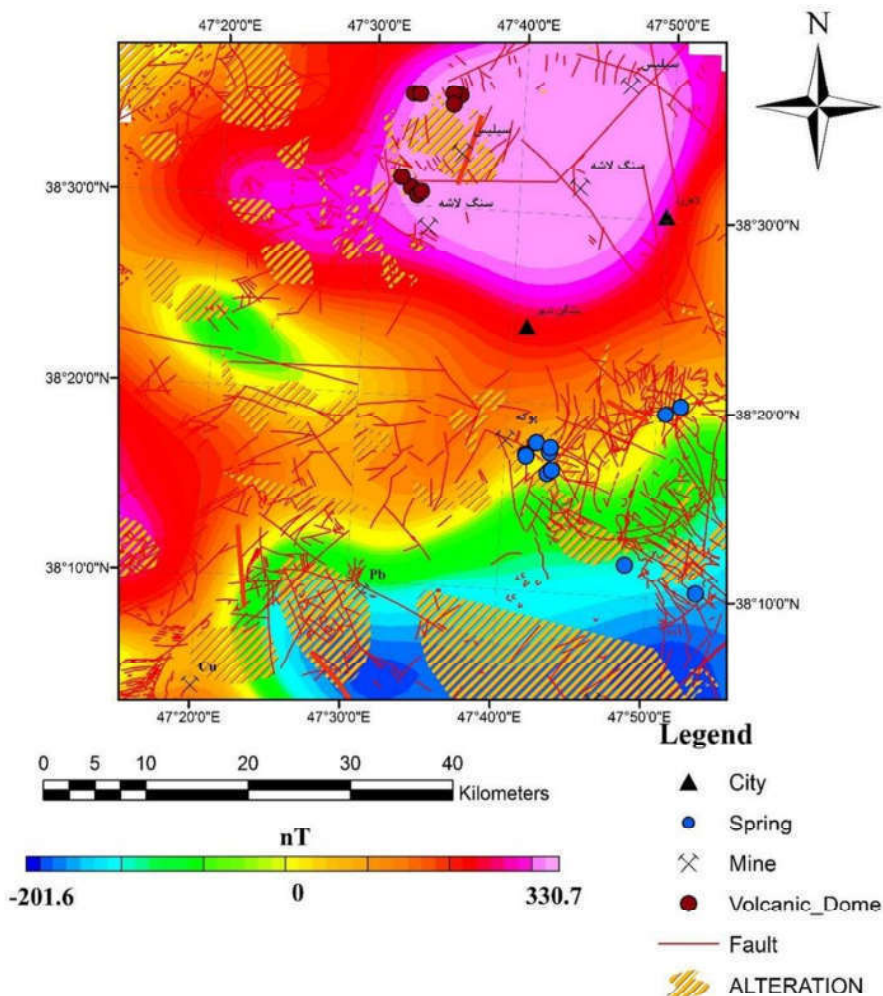 47°20'0"E 47°30'0"E 47°40'0"E 47°50'0"E
N
سیلیس
سیلیس
سنگ لاشه
38°30'0"N
سنگ لاشه
38°30'0"N
38°20'0"N
38°20'0"N
پوکه
38°10'0"N
Pb
38°10'0"N
Cu
47°20'0"E 47°30'0"E 47°40'0"E 47°50'0"E
Legend
0 5 10 20 30 40
Kilometers
City
Spring
nT
Mine
-201.6 0 330.7
Volcanic_Dome
Fault
ALTERATION